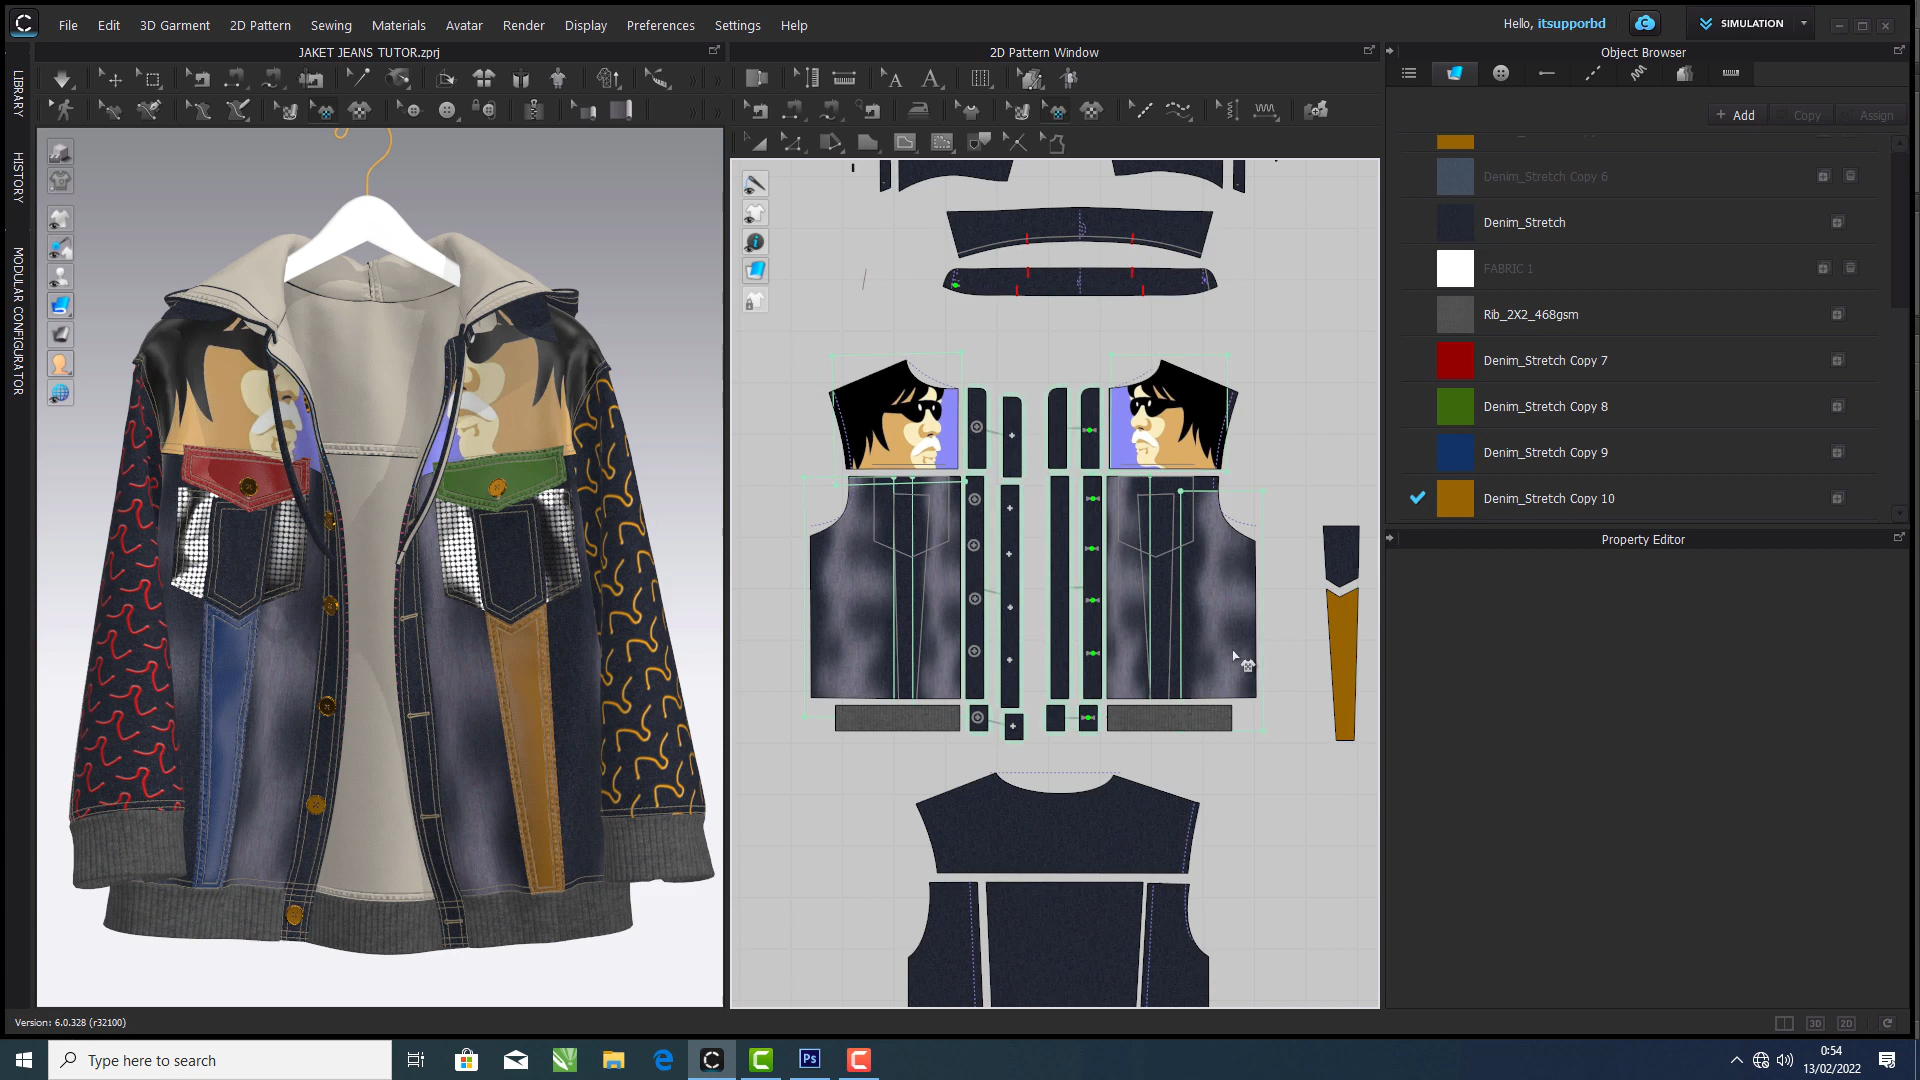 File Edit 3D Garment 2D Pattern Sewing Materials Avatar Render Display Preferences Settings Help
Hello, itsupporbd
SIMULATION
JAKET JEANS TUTOR.zprj
2D Pattern Window
Object Browser
LIBRARY
HISTORY
MODULAR CONFIGURATOR
+ Add
Copy
Assign
Denim_Stretch Copy 6
Denim_Stretch
FABRIC 1
Rib_2X2_468gsm
Denim_Stretch Copy 7
Denim_Stretch Copy 8
Denim_Stretch Copy 9
Denim_Stretch Copy 10
Property Editor
Version: 6.0.328 (r32100)
3D
2D
Type here to search
Ps
0:54
13/02/2022